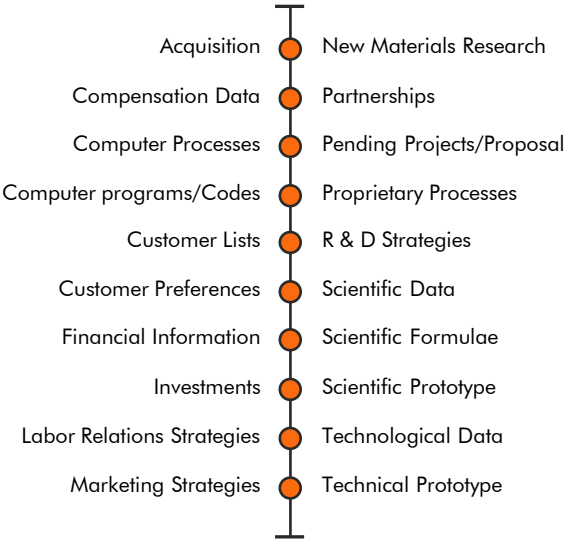 Acquisition
New Materials Research
Compensation Data
Partnerships
Computer Processes
Pending Projects/Proposal
Computer programs/Codes
Proprietary Processes
Customer Lists
R & D Strategies
Customer Preferences
Scientific Data
Financial Information
Scientific Formulae
Investments
Scientific Prototype
Labor Relations Strategies
Technological Data
Marketing Strategies
Technical Prototype